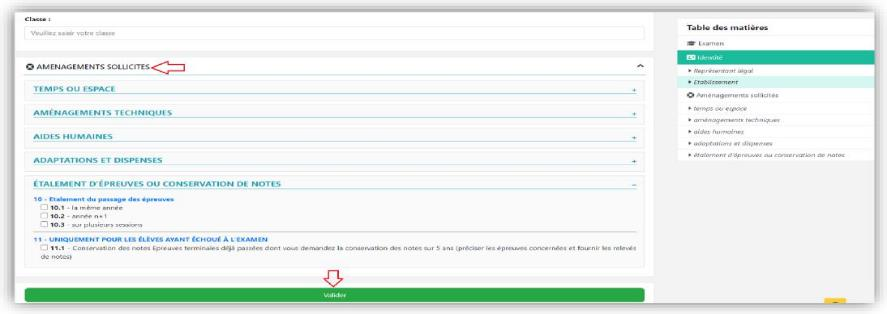 Classe :
Veuillez saisir votre classe
AMENAGEMENTS SOLLICITES
TEMPS OU ESPACE +
AMÉNAGEMENTS TECHNIQUES +
AIDES HUMAINES +
ADAPTATIONS ET DISPENSES +
ÉTALEMENT D'ÉPREUVES OU CONSERVATION DE NOTES −
10 - Etalement du passage des épreuves
10.1 - la même année
10.2 - année n+1
10.3 - sur plusieurs sessions
11 - UNIQUEMENT POUR LES ÉLÈVES AYANT ÉCHOUÉ À L'EXAMEN
11.1 - Conservation des notes Epreuves terminales déjà passées dont vous demandez la conservation des notes sur 5 ans (préciser les épreuves concernées et fournir les relevés
de notes)
Valider
Table des matières
Examen
Identité
Représentant légal
Etablissement
Aménagements sollicités
temps ou espace
aménagements techniques
aides humaines
adaptations et dispenses
étalement d'épreuves ou conservation de notes